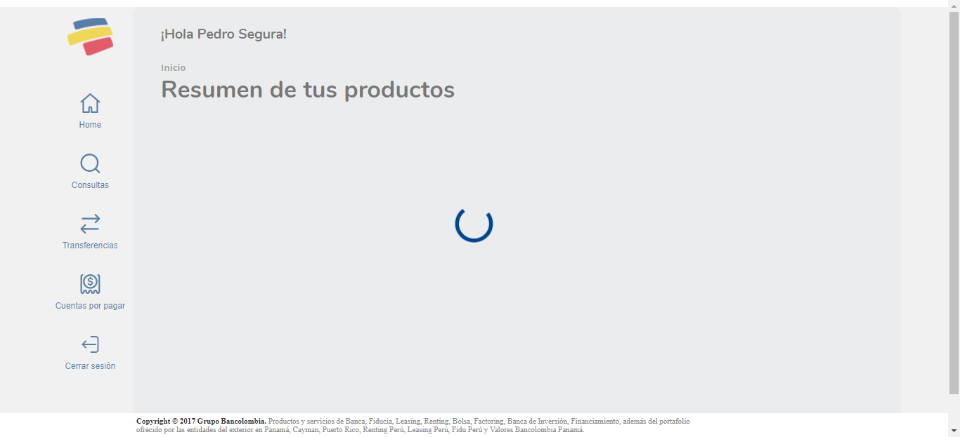 ¡Hola Pedro Segura!
Inicio
Resumen de tus productos
Home
Consultas
Transferencias
Cuentas por pagar
Cerrar sesión
Copyright © 2017 Grupo Bancolombia. Productos y servicios de Banca, Fiducia, Leasing, Renting, Bolsa, Factoring, Banca de Inversión, Financiamiento, además del portafolio
ofrecido por las entidades del exterior en Panamá, Cayman, Puerto Rico, Renting Perú, Leasing Perú, Fidu Perú y Valores Bancolombia Panamá.